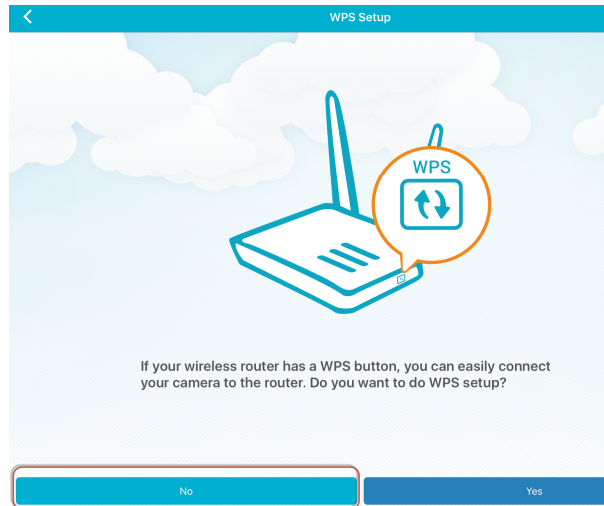 WPS Setup
WPS
If your wireless router has a WPS button, you can easily connect
your camera to the router. Do you want to do WPS setup?
No
Yes